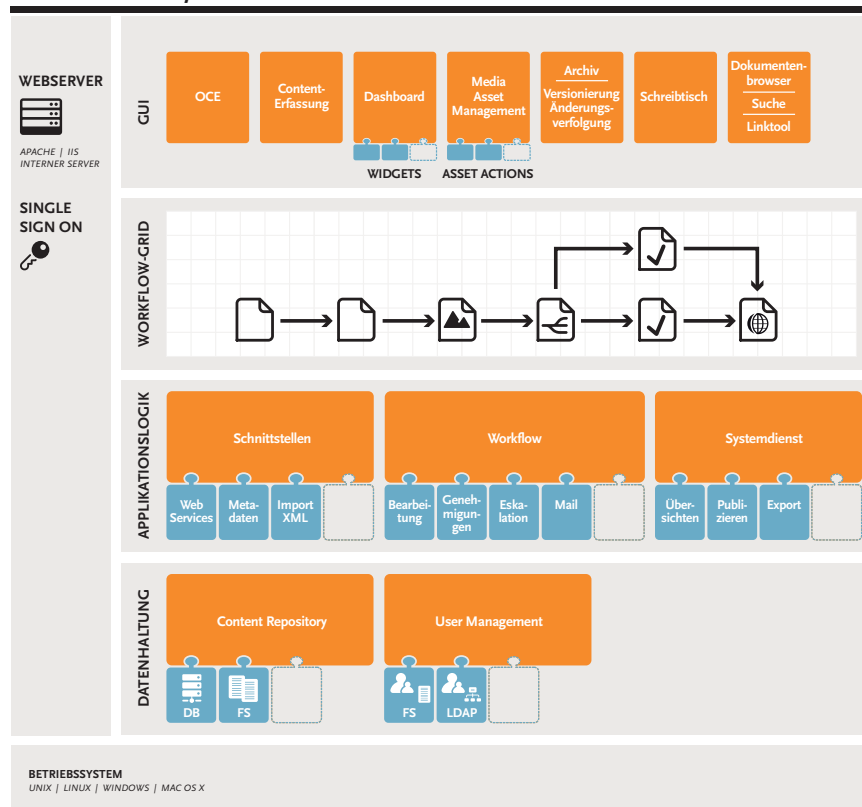 WEBSERVER
APACHE | IIS
INTERNER SERVER
SINGLE
SIGN ON
GUI
OCE
Content-
Erfassung
Dashboard
Media
Asset
Management
Archiv
Versionierung
Änderungs-
verfolgung
Schreibtisch
Dokumenten-
browser
Suche
Linktool
WIDGETS
ASSET ACTIONS
WORKFLOW-GRID
APPLIKATIONSLOGIK
Schnittstellen
Web
Services
Meta-
daten
Import
XML
Workflow
Bearbei-
tung
Geneh-
migun-
gen
Eska-
lation
Mail
Systemdienst
Über-
sichten
Publi-
zieren
Export
DATENHALTUNG
Content Repository
DB
FS
User Management
FS
LDAP
BETRIEBSSYSTEM
UNIX | LINUX | WINDOWS | MAC OS X